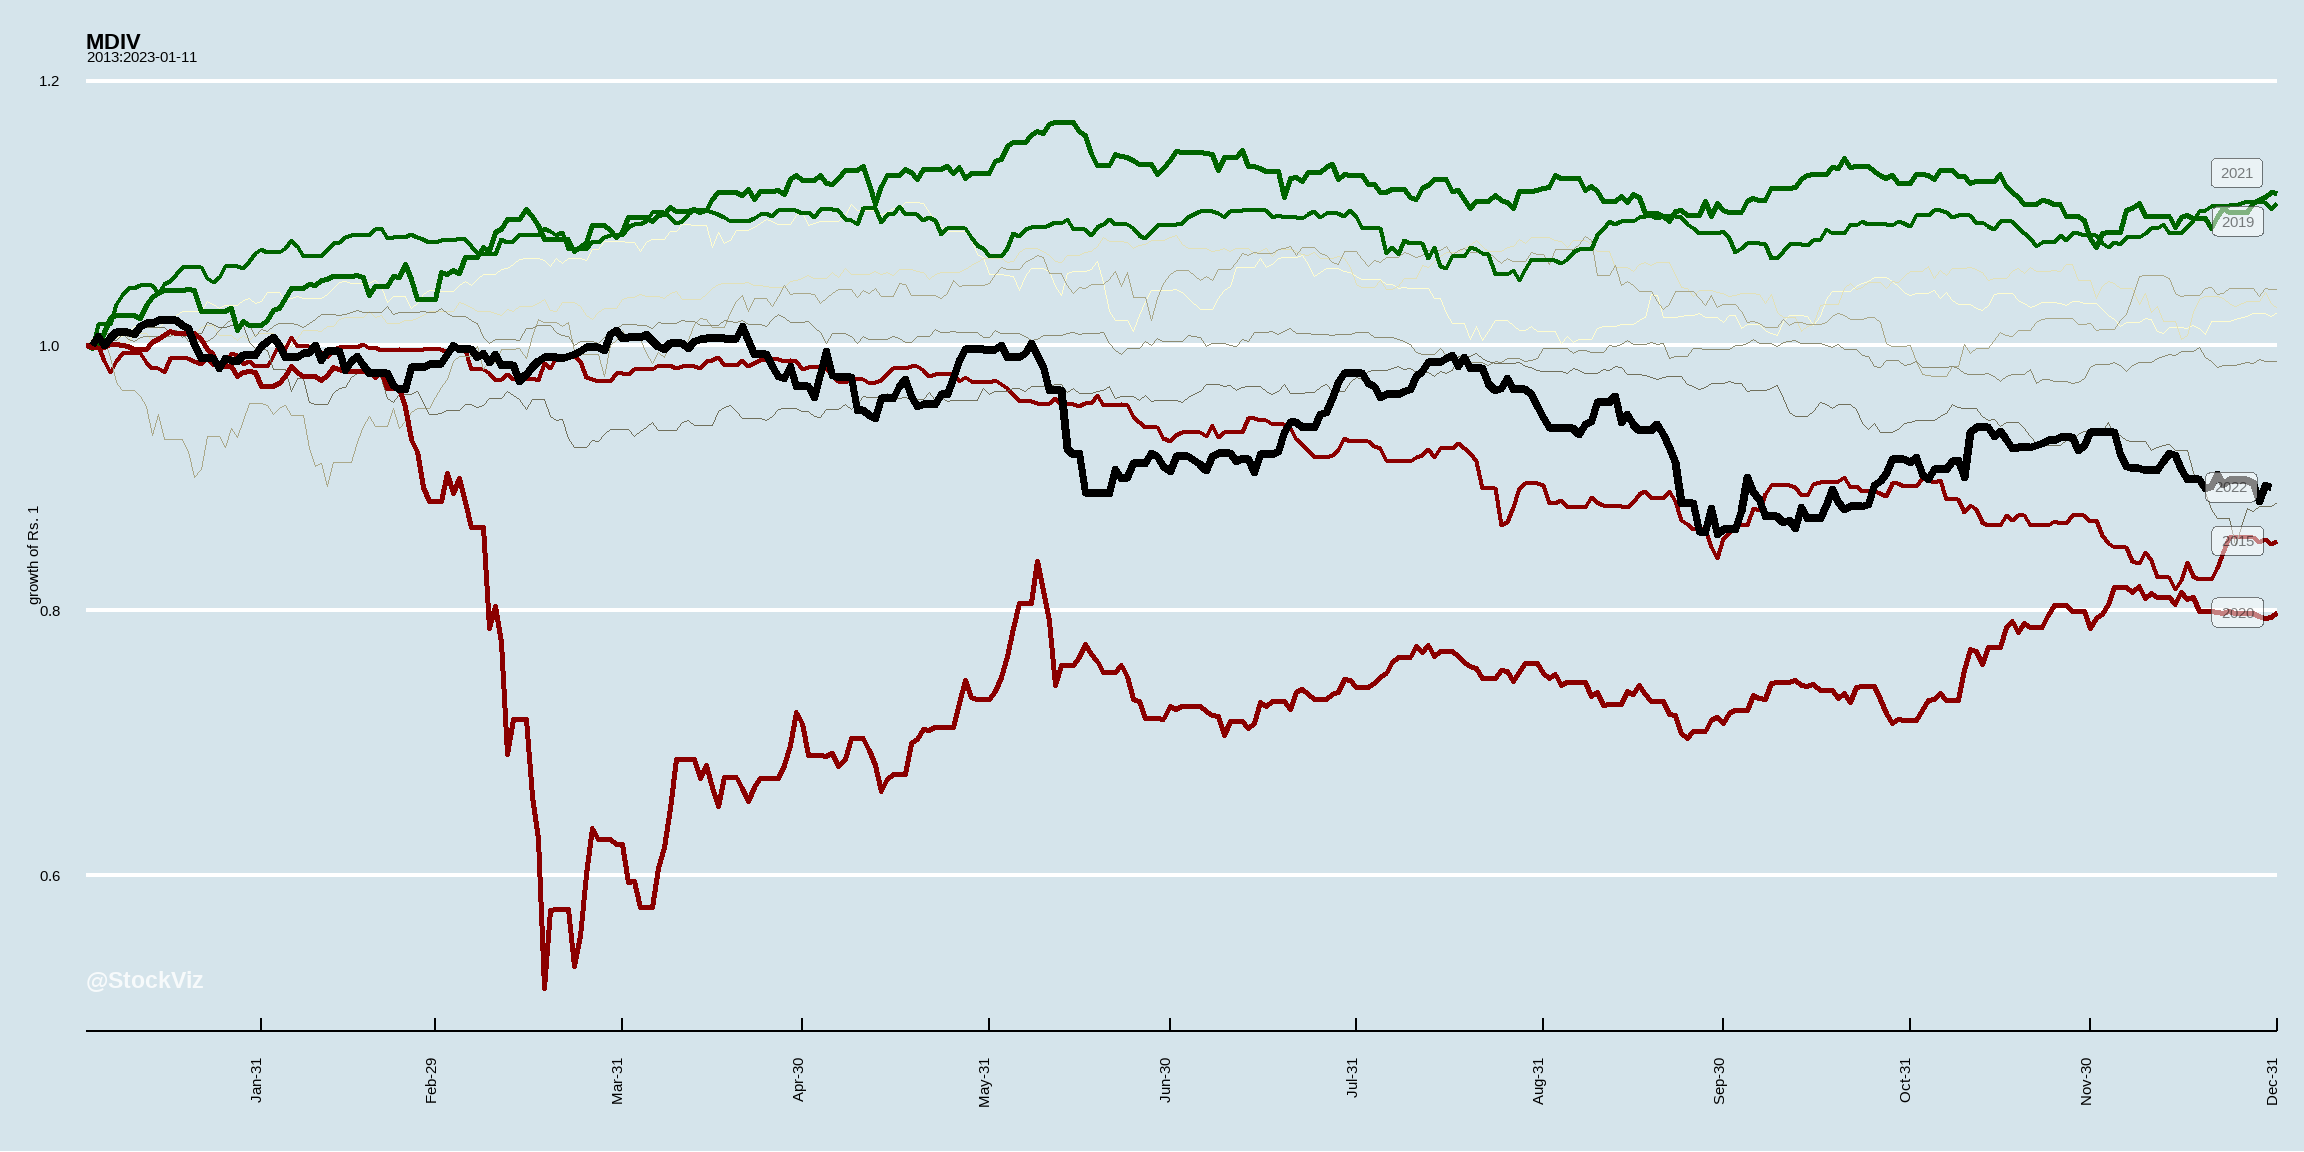 MDIV
2013:2023-01-11
1.2
1.0
0.8
0.6
growth of Rs. 1
2021
2019
2022
2015
2020
@StockViz
Jan-31
Feb-29
Mar-31
Apr-30
May-31
Jun-30
Jul-31
Aug-31
Sep-30
Oct-31
Nov-30
Dec-31